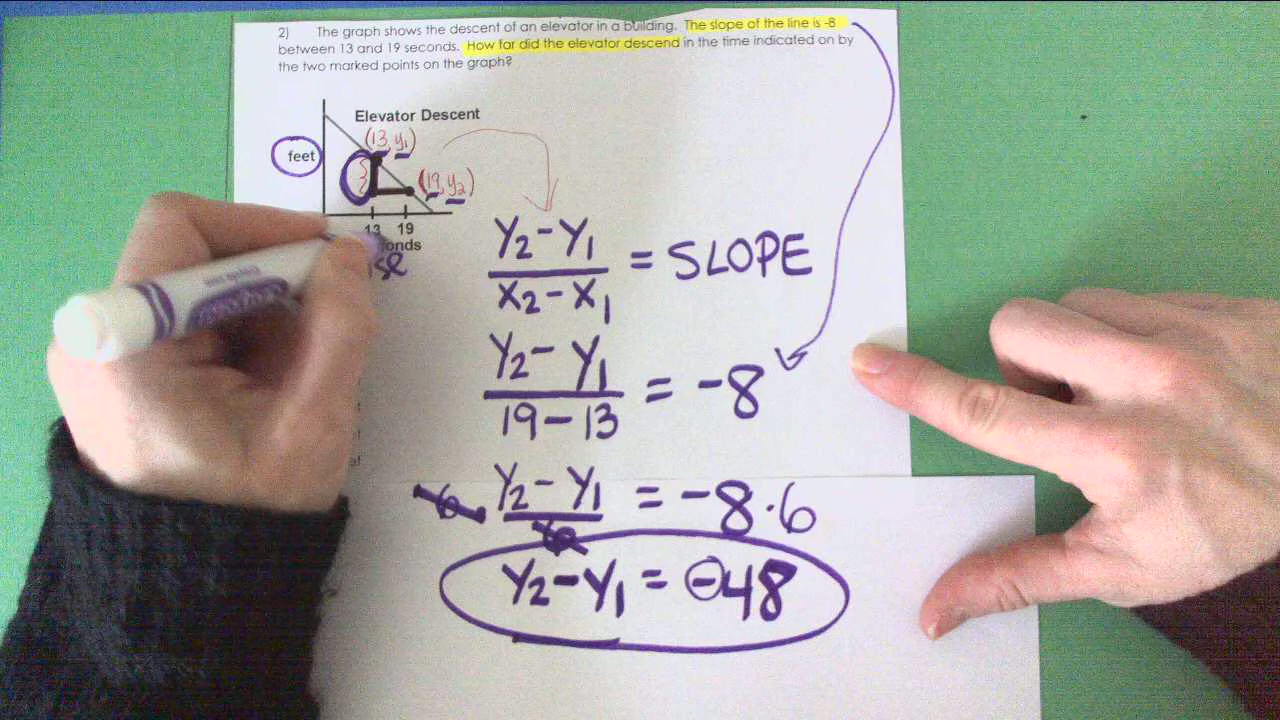 2) The graph shows the descent of an elevator in a building. The slope of the line is -8
between 13 and 19 seconds. How far did the elevator descend in the time indicated on by
the two marked points on the graph?
Elevator Descent
(13, y₁)
feet
(19, y₂)
13 19
Y₂ - Y₁
X₂ - X₁
= SLOPE
Y₂ - Y₁
19 - 13
= -8
6 · Y₂ - Y₁
6
= -8 · 6
Y₂ - Y₁ = -48